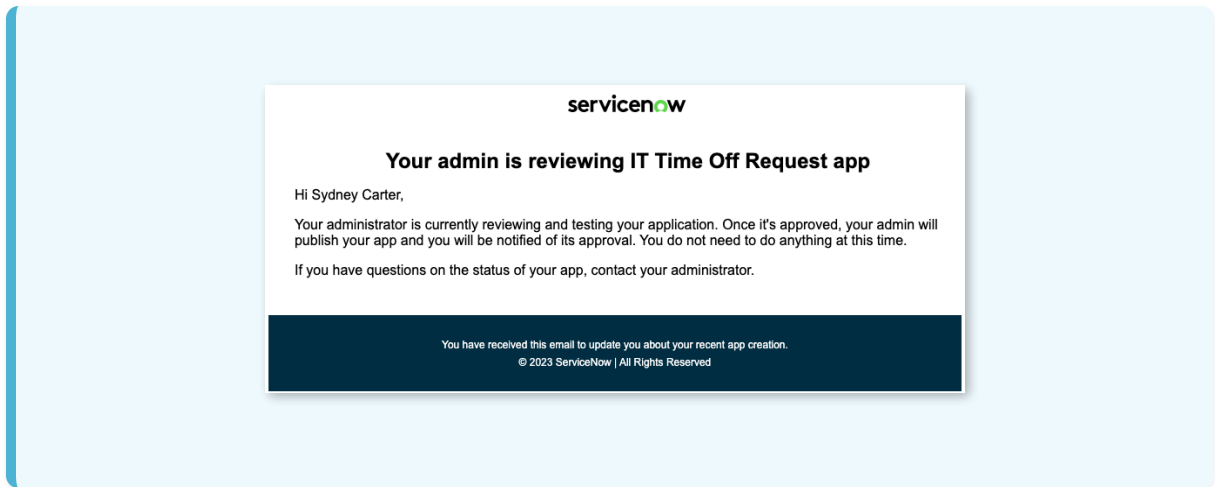 servicenow
Your admin is reviewing IT Time Off Request app
Hi Sydney Carter,
Your administrator is currently reviewing and testing your application. Once it's approved, your admin will
publish your app and you will be notified of its approval. You do not need to do anything at this time.
If you have questions on the status of your app, contact your administrator.
You have received this email to update you about your recent app creation.
© 2023 ServiceNow | All Rights Reserved